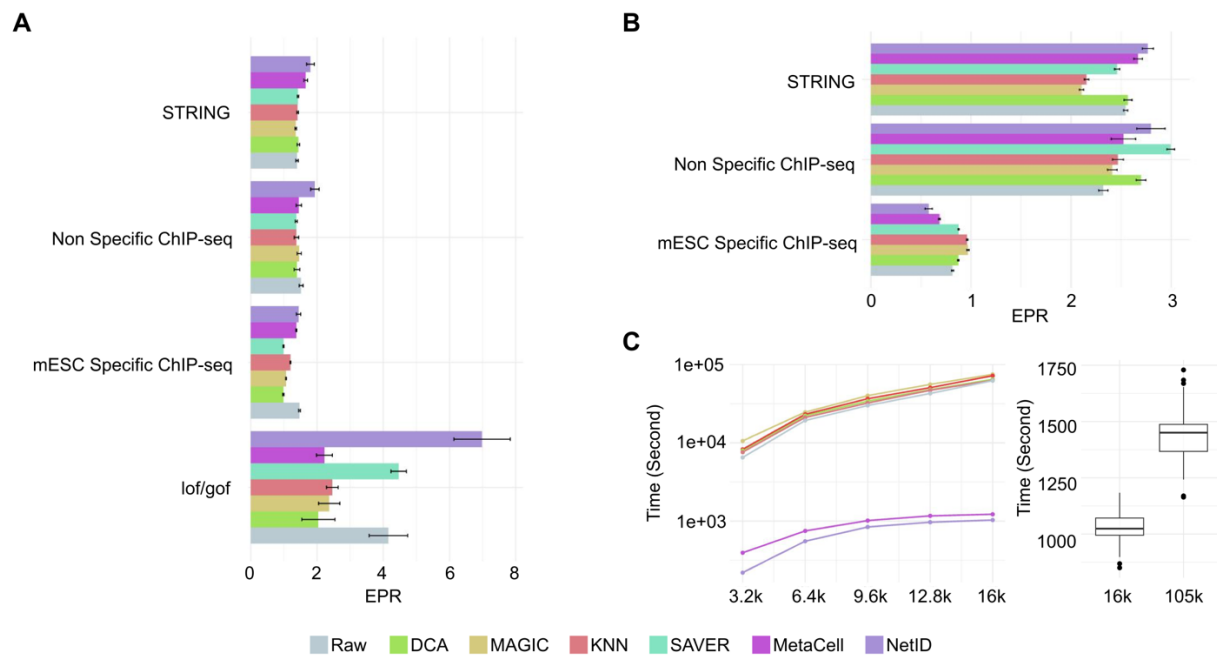 A
STRING
Non Specific ChIP-seq
mESC Specific ChIP-seq
lof/gof
0 2 4 6 8
EPR
B
STRING
Non Specific ChIP-seq
mESC Specific ChIP-seq
0 1 2 3
EPR
C
Time (Second)
1e+05
1e+04
1e+03
3.2k 6.4k 9.6k 12.8k 16k
Time (Second)
1750
1500
1250
1000
16k 105k
Raw DCA MAGIC KNN SAVER MetaCell NetID